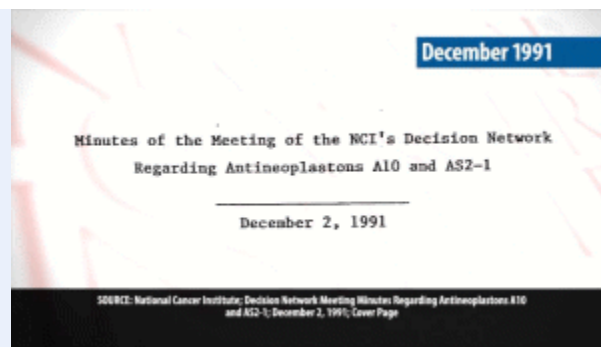 December 1991
Minutes of the Meeting of the NCI's Decision Network
Regarding Antineoplastons A10 and AS2-1
December 2, 1991
SOURCE: National Cancer Institute; Decision Network Meeting Minutes Regarding Antineoplastons A10
and AS2-1; December 2, 1991; Cover Page